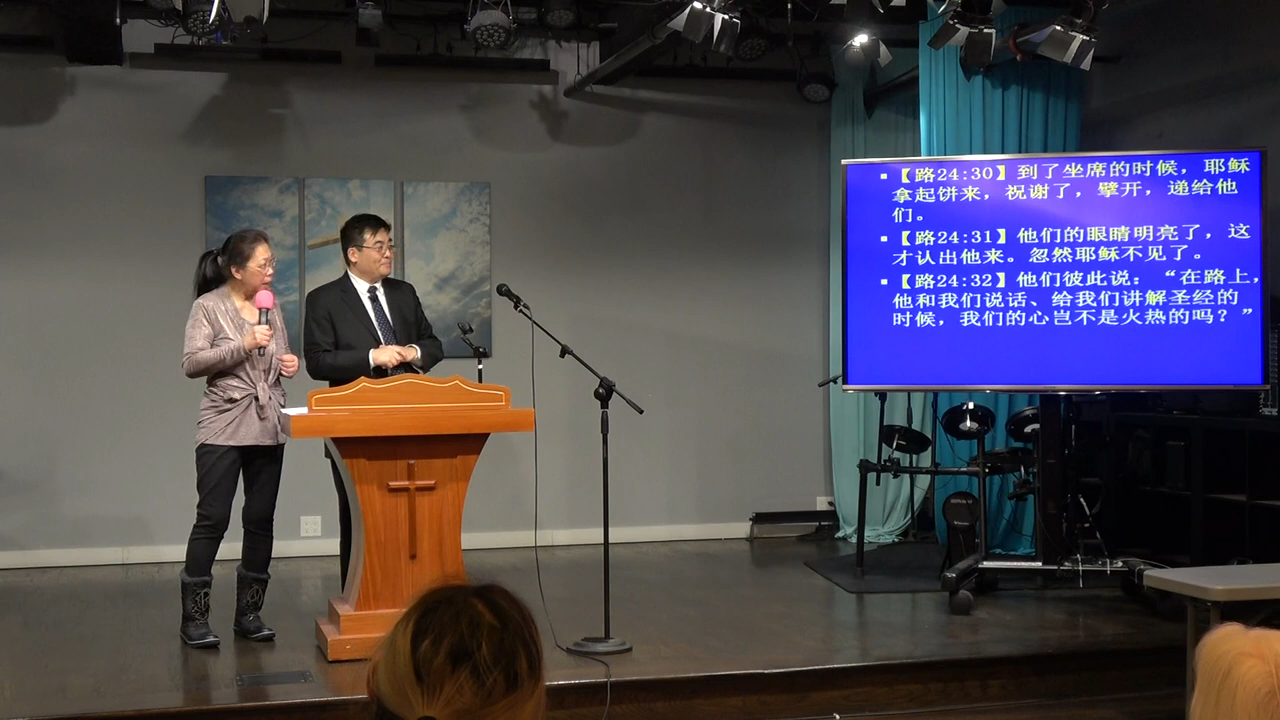 ▪【路24:30】到了坐席的时候，耶稣
拿起饼来，祝谢了，擘开，递给他
们。
▪【路24:31】他们的眼睛明亮了，这
才认出他来。忽然耶稣不见了。
▪【路24:32】他们彼此说：“在路上，
他和我们说话、给我们讲解圣经的
时候，我们的心岂不是火热的吗？”